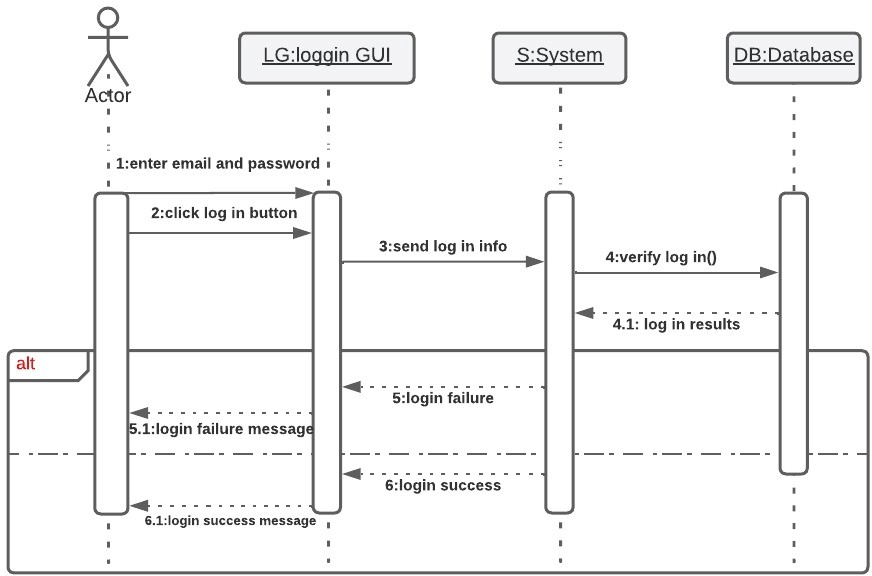 Actor
LG:loggin GUI
S:System
DB:Database
1:enter email and password
2:click log in button
3:send log in info
4:verify log in()
4.1: log in results
alt
5:login failure
5.1:login failure message
6:login success
6.1:login success message